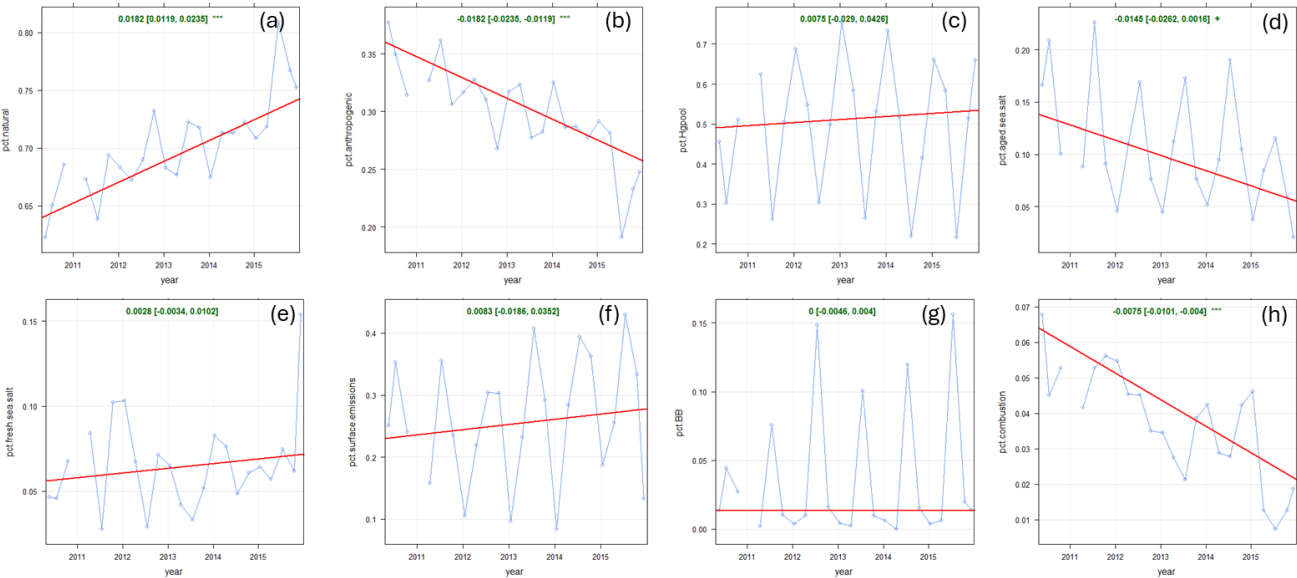 0.0182 [0.0119, 0.0235] ***
(a)
pct.natural
0.80
0.75
0.70
0.65
2011 2012 2013 2014 2015
year
-0.0182 [-0.0235, -0.0119] ***
(b)
pct.anthropogenic
0.35
0.30
0.25
0.20
2011 2012 2013 2014 2015
year
0.0075 [-0.029, 0.0426]
(c)
pct.Hgpool
0.7
0.6
0.5
0.4
0.3
0.2
2011 2012 2013 2014 2015
year
-0.0145 [-0.0262, 0.0016] +
(d)
pct.aged.sea.salt
0.20
0.15
0.10
0.05
2011 2012 2013 2014 2015
year
0.0028 [-0.0034, 0.0102]
(e)
pct.fresh.sea.salt
0.15
0.10
0.05
2011 2012 2013 2014 2015
year
0.0083 [-0.0186, 0.0352]
(f)
pct.surface.emissions
0.4
0.3
0.2
0.1
2011 2012 2013 2014 2015
year
0 [-0.0046, 0.004]
(g)
pct.BB
0.15
0.10
0.05
0.00
2011 2012 2013 2014 2015
year
-0.0075 [-0.0101, -0.004] ***
(h)
pct.combustion
0.07
0.06
0.05
0.04
0.03
0.02
0.01
2011 2012 2013 2014 2015
year